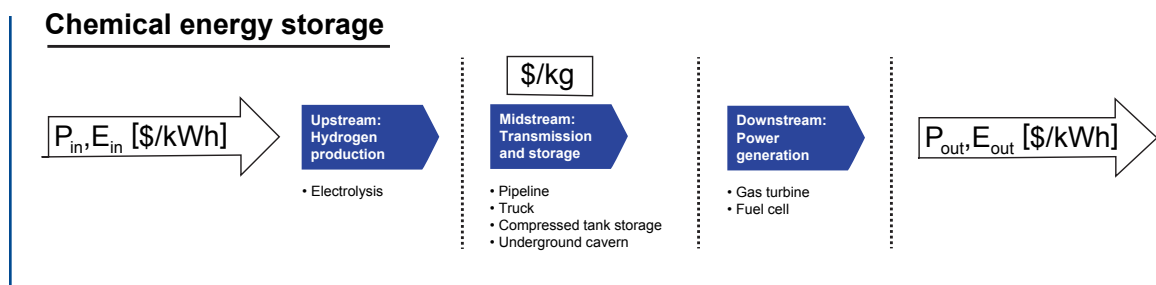 Chemical energy storage
$/kg
Pin,Ein [$/kWh]
Upstream:
Hydrogen
production
• Electrolysis
Midstream:
Transmission
and storage
• Pipeline
• Truck
• Compressed tank storage
• Underground cavern
Downstream:
Power
generation
• Gas turbine
• Fuel cell
Pout,Eout [$/kWh]